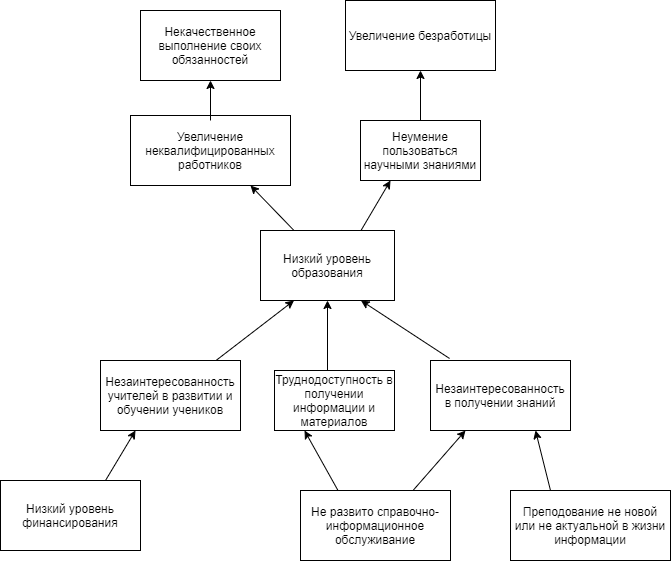 Некачественное
выполнение своих
обязанностей
Увеличение безработицы
Увеличение
неквалифицированных
работников
Неумение
пользоваться
научными знаниями
Низкий уровень
образования
Незаинтересованность
учителей в развитии и
обучении учеников
Труднодоступность в
получении
информации и
материалов
Незаинтересованность
в получении знаний
Низкий уровень
финансирования
Не развито справочно-
информационное
обслуживание
Преподование не новой
или не актуальной в жизни
информации